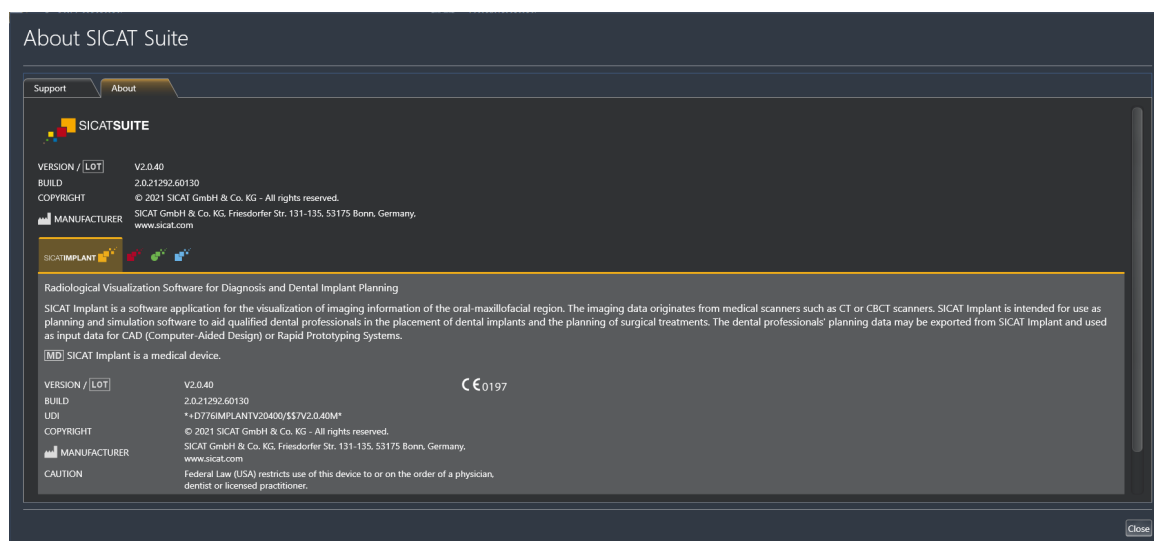 About SICAT Suite
Support About
SICATSUITE
VERSION / LOT V2.0.40
BUILD 2.0.21292.60130
COPYRIGHT © 2021 SICAT GmbH & Co. KG - All rights reserved.
MANUFACTURER SICAT GmbH & Co. KG, Friesdorfer Str. 131-135, 53175 Bonn, Germany,
www.sicat.com
SICATIMPLANT
Radiological Visualization Software for Diagnosis and Dental Implant Planning
SICAT Implant is a software application for the visualization of imaging information of the oral-maxillofacial region. The imaging data originates from medical scanners such as CT or CBCT scanners. SICAT Implant is intended for use as
planning and simulation software to aid qualified dental professionals in the placement of dental implants and the planning of surgical treatments. The dental professionals' planning data may be exported from SICAT Implant and used
as input data for CAD (Computer-Aided Design) or Rapid Prototyping Systems.
MD SICAT Implant is a medical device.
VERSION / LOT V2.0.40 CE0197
BUILD 2.0.21292.60130
UDI *+D776IMPLANTV20400/$$7V2.0.40M*
COPYRIGHT © 2021 SICAT GmbH & Co. KG - All rights reserved.
MANUFACTURER SICAT GmbH & Co. KG, Friesdorfer Str. 131-135, 53175 Bonn, Germany,
www.sicat.com
CAUTION Federal Law (USA) restricts use of this device to or on the order of a physician,
dentist or licensed practitioner.
Close